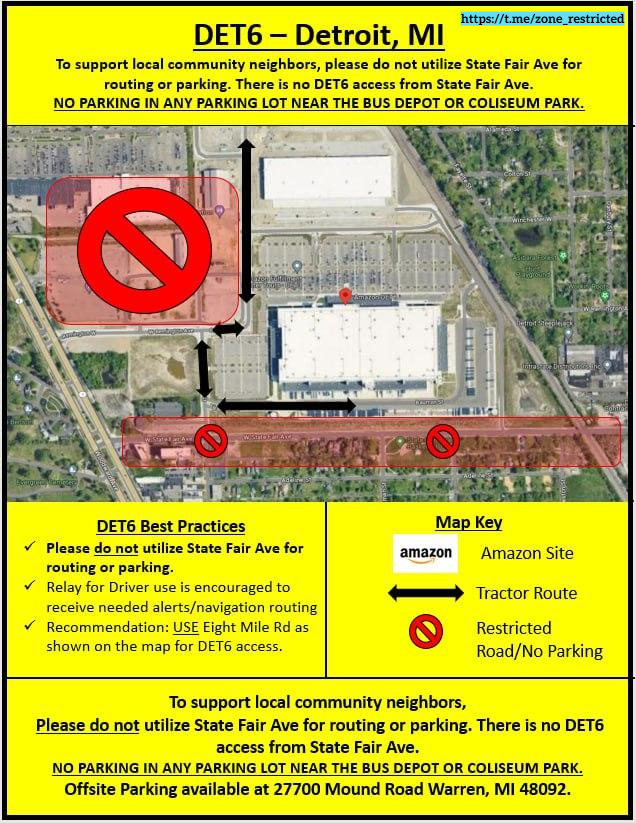 https://t.me/zone_restricted
DET6 – Detroit, MI
To support local community neighbors, please do not utilize State Fair Ave for
routing or parking. There is no DET6 access from State Fair Ave.
NO PARKING IN ANY PARKING LOT NEAR THE BUS DEPOT OR COLISEUM PARK.
Alameda St
Colton St
Winchester W
Amazon DET
Detroit Steeplejack
Intrastate Distributors, Inc
Bauman St
W State Fair Ave
W State Fair Ave
Adeline St
Adeline St
Evergreen Cemetery
DET6 Best Practices
✓ Please do not utilize State Fair Ave for
routing or parking.
✓ Relay for Driver use is encouraged to
receive needed alerts/navigation routing
✓ Recommendation: USE Eight Mile Rd as
shown on the map for DET6 access.
Map Key
amazon
Amazon Site
Tractor Route
Restricted
Road/No Parking
To support local community neighbors,
Please do not utilize State Fair Ave for routing or parking. There is no DET6
access from State Fair Ave.
NO PARKING IN ANY PARKING LOT NEAR THE BUS DEPOT OR COLISEUM PARK.
Offsite Parking available at 27700 Mound Road Warren, MI 48092.